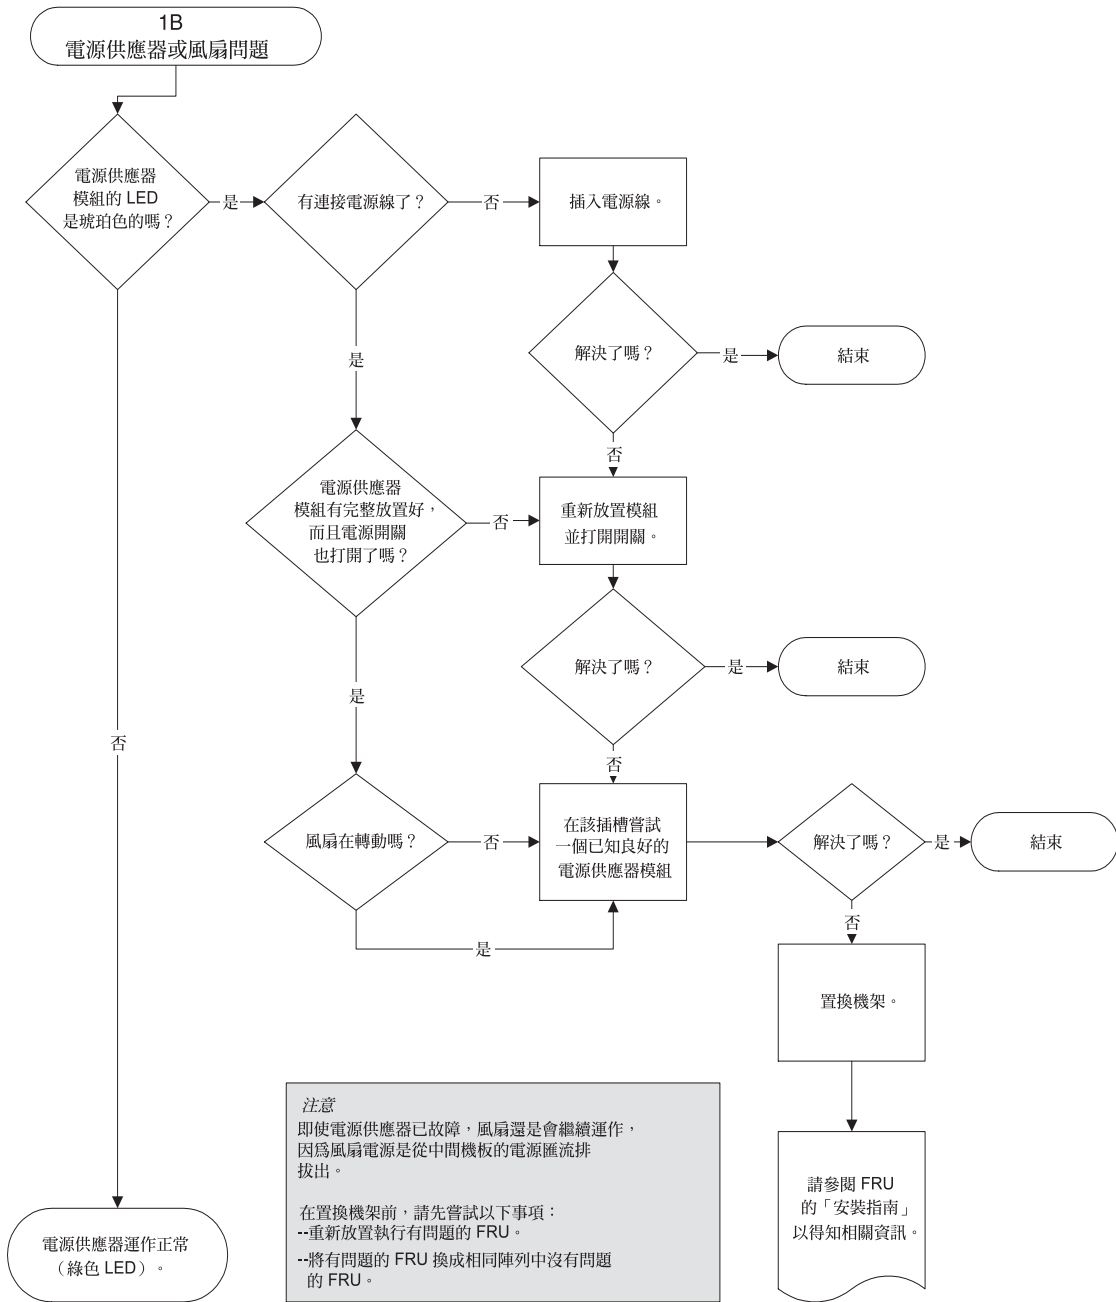 1B
電源供應器或風扇問題
電源供應器
模組的 LED
是琥珀色的嗎？
是
有連接電源線了？
否
插入電源線。
解決了嗎？
是
結束
是
否
電源供應器
模組有完整放置好，
而且電源開關
也打開了嗎？
否
重新放置模組
並打開開關。
解決了嗎？
是
結束
是
否
否
風扇在轉動嗎？
否
在該插槽嘗試
一個已知良好的
電源供應器模組
解決了嗎？
是
結束
是
否
置換機架。
注意
即使電源供應器已故障，風扇還是會繼續運作，
因爲風扇電源是從中間機板的電源匯流排
拔出。
在置換機架前，請先嘗試以下事項：
--重新放置執行有問題的 FRU。
--將有問題的 FRU 換成相同陣列中沒有問題
的 FRU。
請參閱 FRU
的「安裝指南」
以得知相關資訊。
電源供應器運作正常
（綠色 LED）。